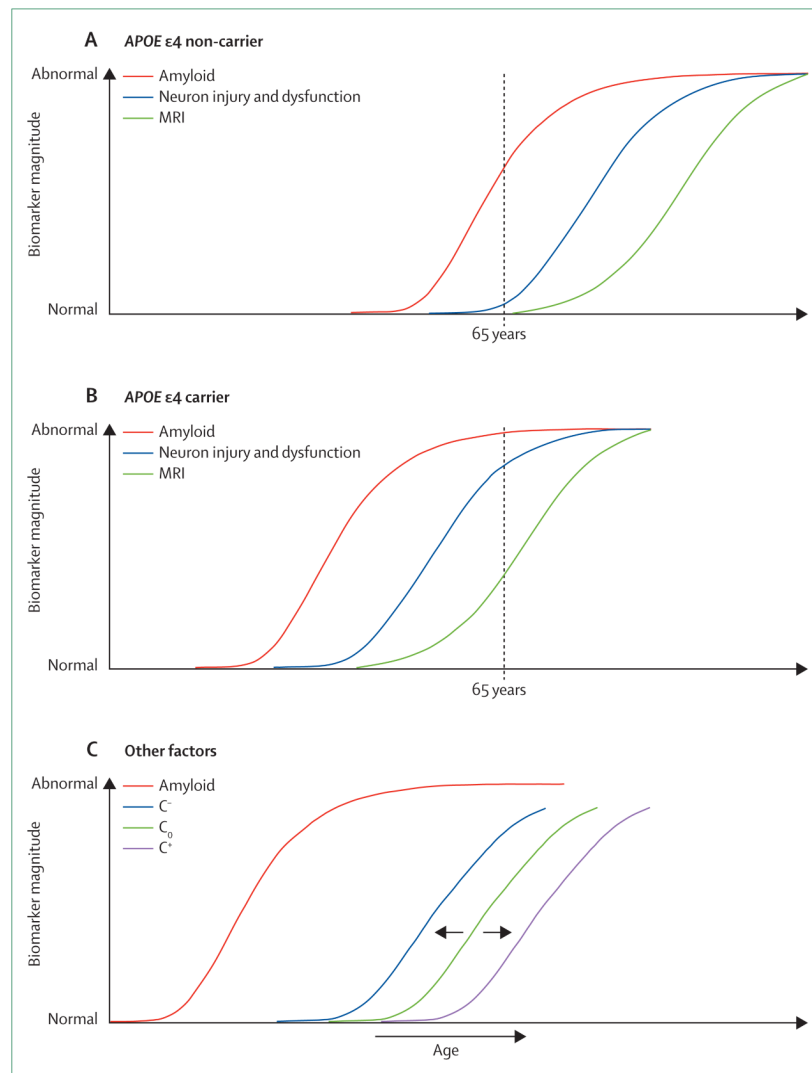 A APOE ε4 non-carrier
Abnormal
Amyloid
Neuron injury and dysfunction
MRI
Biomarker magnitude
Normal
65 years
B APOE ε4 carrier
Abnormal
Amyloid
Neuron injury and dysfunction
MRI
Biomarker magnitude
Normal
65 years
C Other factors
Abnormal
Amyloid
C⁻
C₀
C⁺
Biomarker magnitude
Normal
Age